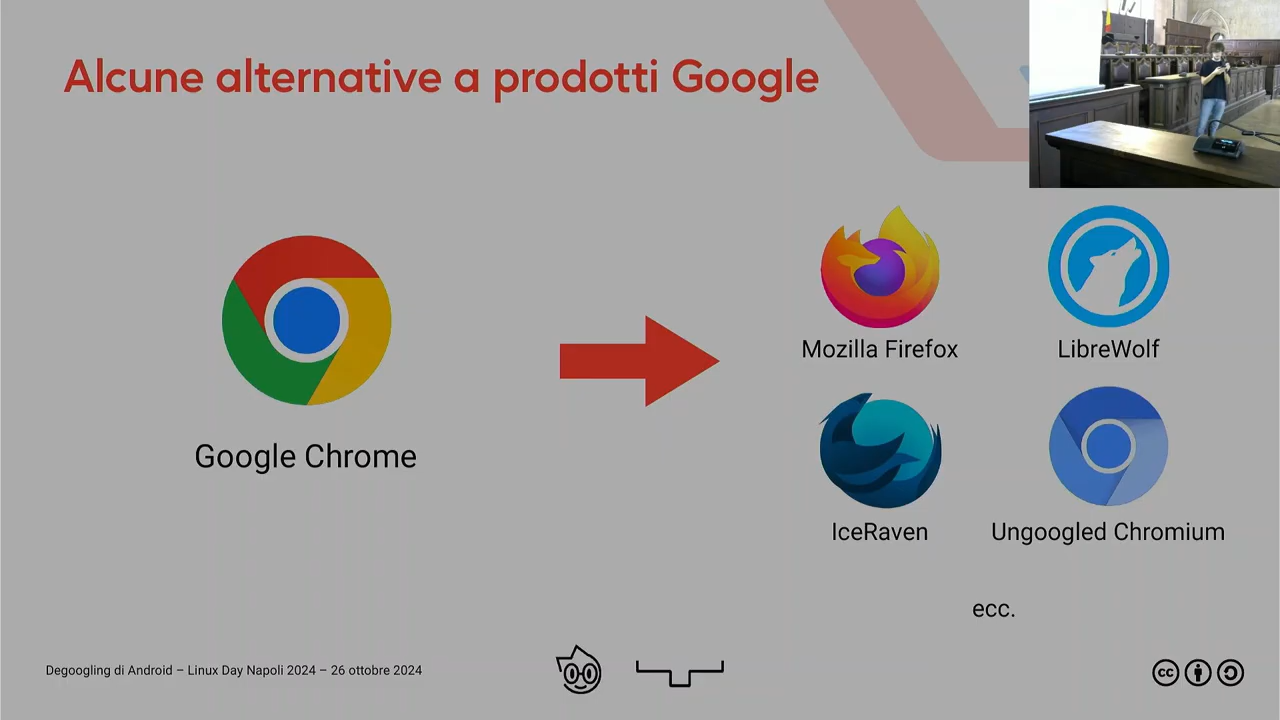 Alcune alternative a prodotti Google
Google Chrome
Mozilla Firefox
LibreWolf
IceRaven
Ungoogled Chromium
ecc.
Degoogling di Android – Linux Day Napoli 2024 – 26 ottobre 2024
cc